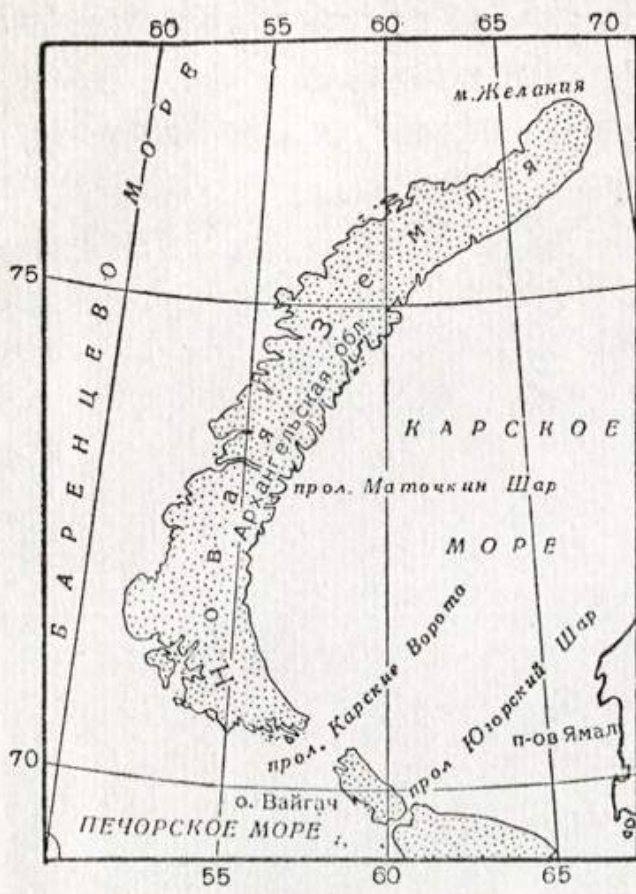 50 55 60 65 70
м. Желания
БАРЕНЦЕВО МОРЕ
75
Новая Земля
Архангельская обл.
КАРСКОЕ
МОРЕ
прол. Маточкин Шар
прол. Карские Ворота
прол Югорский Шар
п-ов Ямал
70
о. Вайгач
ПЕЧОРСКОЕ МОРЕ
55 60 65